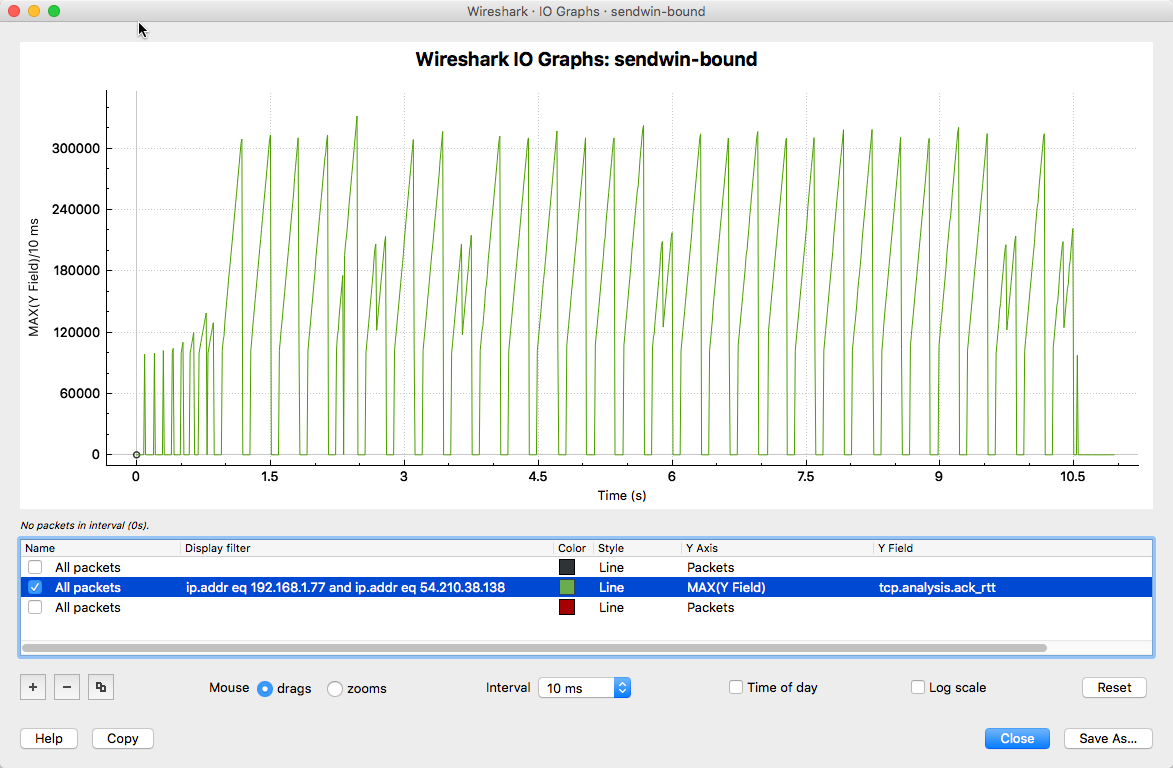 Wireshark · IO Graphs · sendwin-bound
Wireshark IO Graphs: sendwin-bound
MAX(Y Field)/10 ms
300000
240000
180000
120000
60000
0
0 1.5 3 4.5 6 7.5 9 10.5
Time (s)
No packets in interval (0s).
Name Display filter Color Style Y Axis Y Field
All packets Line Packets
All packets ip.addr eq 192.168.1.77 and ip.addr eq 54.210.38.138 Line MAX(Y Field) tcp.analysis.ack_rtt
All packets Line Packets
+ − Mouse drags zooms Interval 10 ms Time of day Log scale Reset
Help Copy Close Save As...